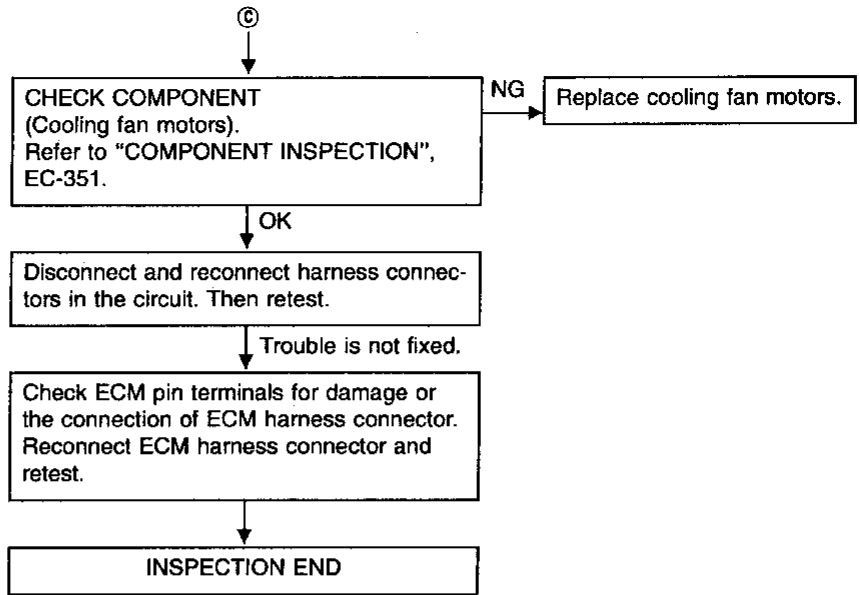 Ⓒ
CHECK COMPONENT
(Cooling fan motors).
Refer to “COMPONENT INSPECTION”,
EC-351.
NG
Replace cooling fan motors.
OK
Disconnect and reconnect harness connec-
tors in the circuit. Then retest.
Trouble is not fixed.
Check ECM pin terminals for damage or
the connection of ECM harness connector.
Reconnect ECM harness connector and
retest.
INSPECTION END